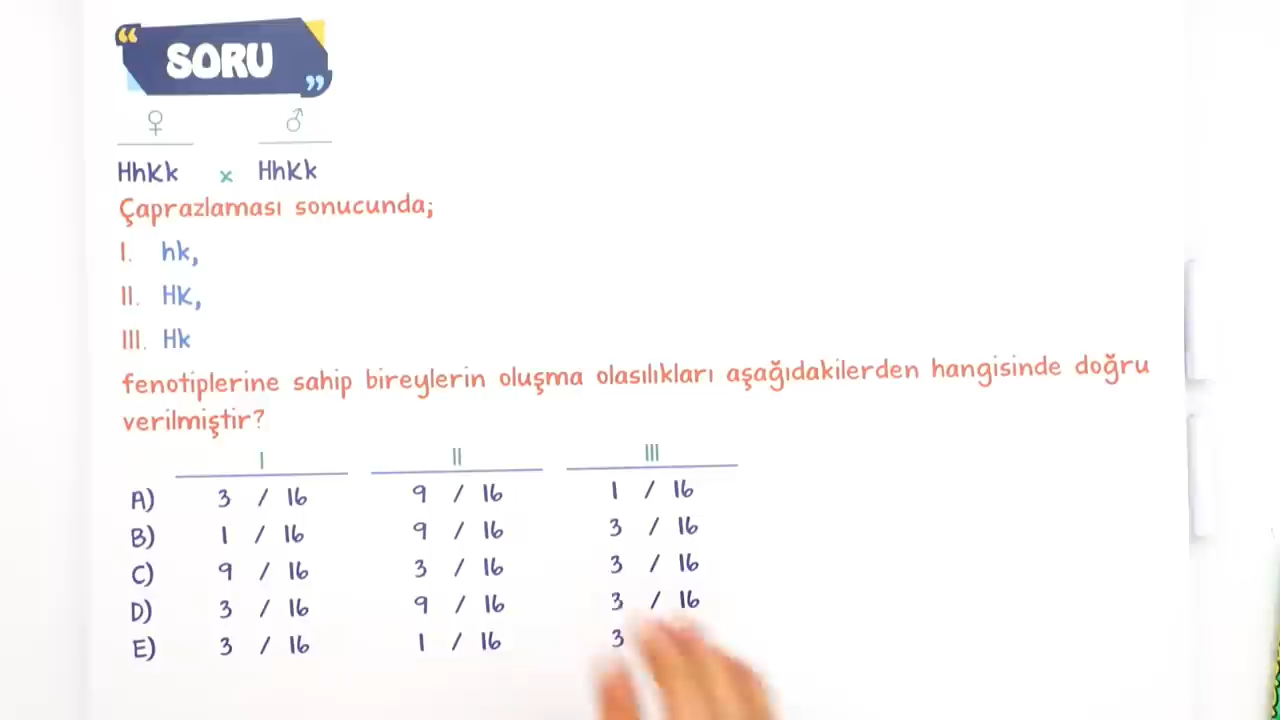 “ SORU ”
♀ ♂
HhKk x HhKk
Çaprazlaması sonucunda;
I. hk,
II. HK,
III. Hk
fenotiplerine sahip bireylerin oluşma olasılıkları aşağıdakilerden hangisinde doğru
verilmiştir?
I II III
A) 3 / 16 9 / 16 1 / 16
B) 1 / 16 9 / 16 3 / 16
C) 9 / 16 3 / 16 3 / 16
D) 3 / 16 9 / 16 3 / 16
E) 3 / 16 1 / 16 3